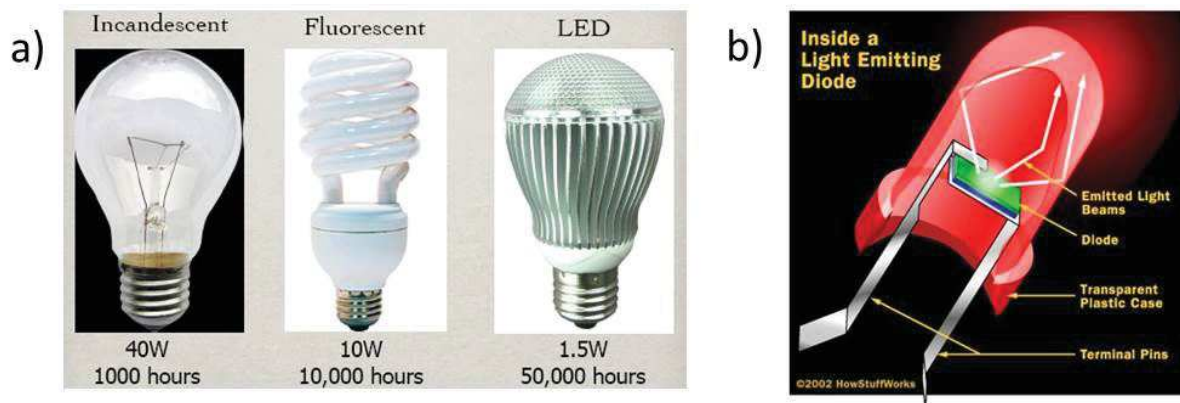 a)
Incandescent
Fluorescent
LED
40W
1000 hours
10W
10,000 hours
1.5W
50,000 hours
b)
Inside a
Light Emitting
Diode
Emitted Light
Beams
Diode
Transparent
Plastic Case
Terminal Pins
©2002 HowStuffWorks